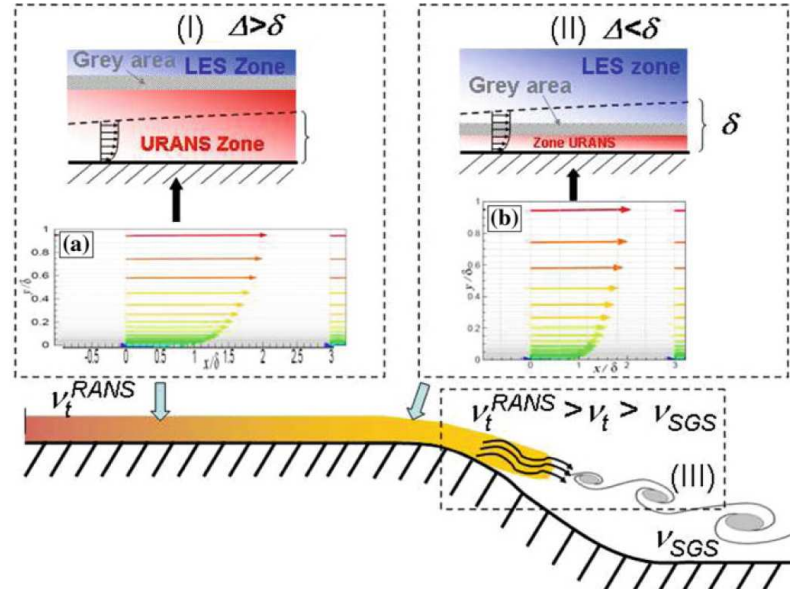 (I) Δ>δ
Grey area
LES Zone
URANS Zone
(a)
y/δ
1
0.8
0.6
0.4
0.2
0
-0.5 0 0.5 1 1.5 2 2.5 3
x/δ
(II) Δ<δ
LES zone
Grey area
Zone URANS
δ
(b)
y/δ
1
0.8
0.6
0.4
0.2
0
0 1 2 3
x/δ
ν_t^RANS
ν_t^RANS > ν_t > ν_SGS
(III)
ν_SGS